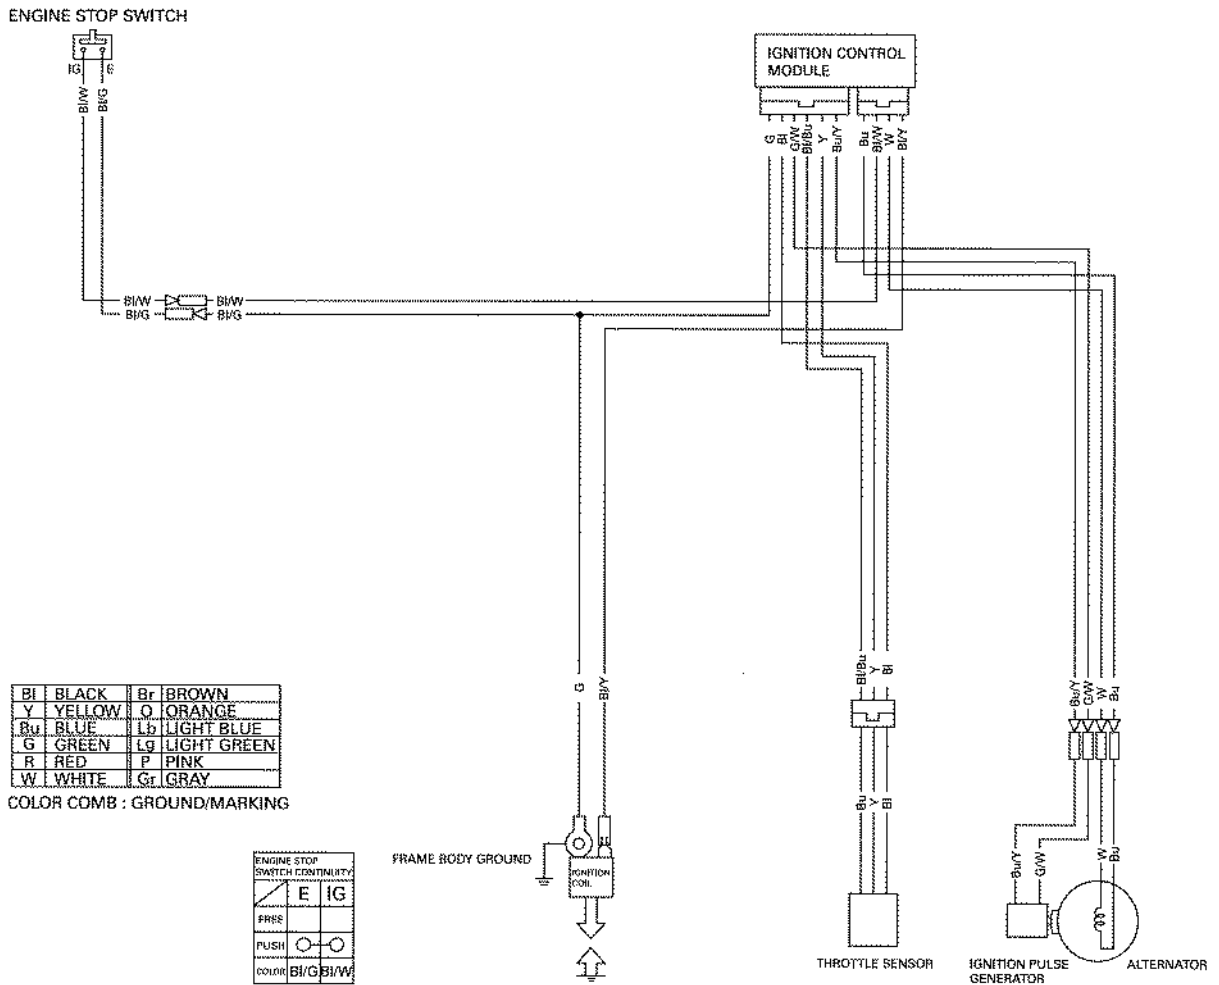 ENGINE STOP SWITCH
IG E
Bl/W Bl/G
IGNITION CONTROL
MODULE
G Bl G/W Bl/Bu Y Bu/Y Bu Bl/W W Bl/Y
Bl/W Bl/W
Bl/G Bl/G
G Bl/Y
Bl/Bu Y Bl
Bu/Y G/W W Bu
Bl BLACK Br BROWN
Y YELLOW O ORANGE
Bu BLUE Lb LIGHT BLUE
G GREEN Lg LIGHT GREEN
R RED P PINK
W WHITE Gr GRAY
COLOR COMB : GROUND/MARKING
Bu Y Bl
Bu/Y G/W W Bu
FRAME BODY GROUND
IGNITION
COIL
ENGINE STOP
SWITCH CONTINUITY
E IG
FREE
PUSH
COLOR Bl/G Bl/W
THROTTLE SENSOR
IGNITION PULSE
GENERATOR
ALTERNATOR